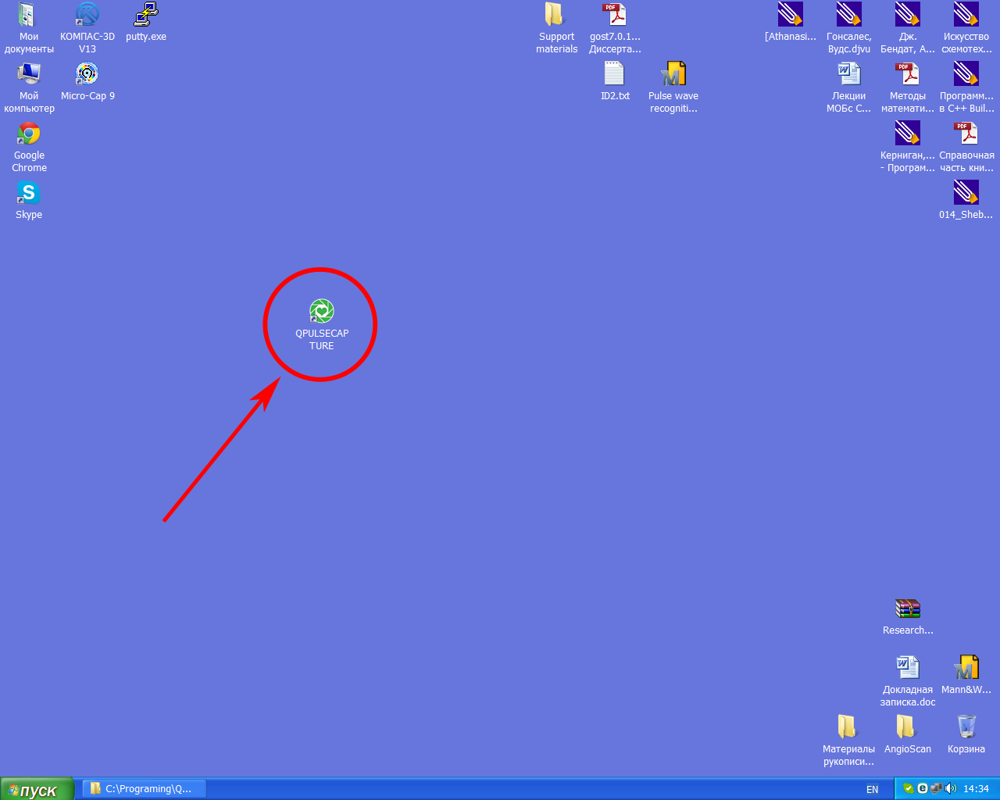 Мои
документы
КОМПАС-3D
V13
putty.exe
Support
materials
gost7.0.1...
Диссерта...
[Athanasi...
Гонсалес,
Вудс.djvu
Дж.
Бендат, А...
Искусство
схемотех...
Мой
компьютер
Micro-Cap 9
ID2.txt
Pulse wave
recogniti...
Лекции
МОБс С...
Методы
математи...
Программ...
в C++ Buil...
Google
Chrome
Керниган,...
- Програм...
Справочная
часть кни...
Skype
014_Sheb...
QPULSECAP
TURE
Research...
Докладная
записка.doc
Mann&W...
Материалы
рукописи...
AngioScan
Корзина
пуск
C:\Programing\Q...
EN
14:34